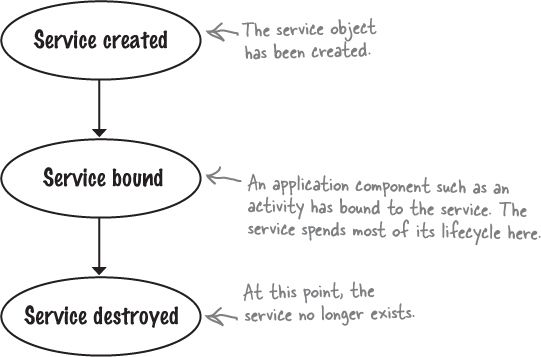 Service created
The service object
has been created.
Service bound
An application component such as an
activity has bound to the service. The
service spends most of its lifecycle here.
Service destroyed
At this point, the
service no longer exists.